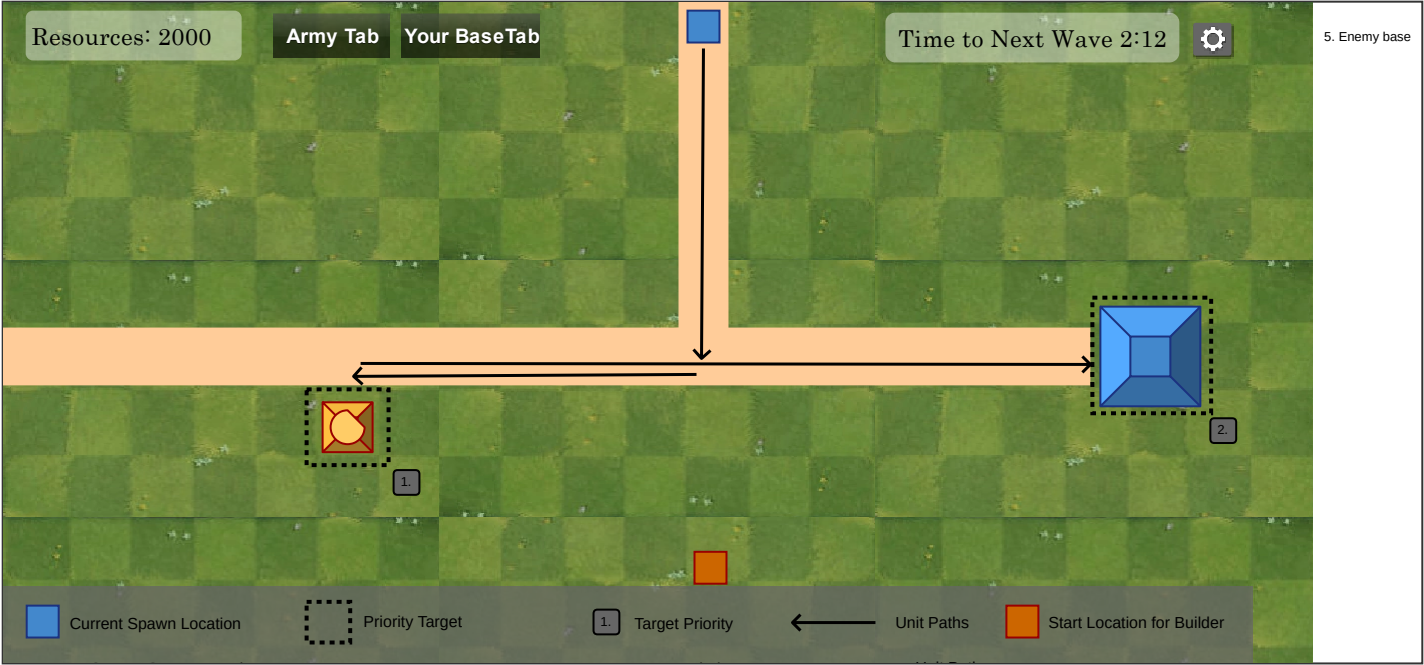 Resources: 2000
Army Tab
Your BaseTab
Time to Next Wave 2:12
5. Enemy base
2.
1.
Current Spawn Location
Priority Target
1.
Target Priority
Unit Paths
Start Location for Builder